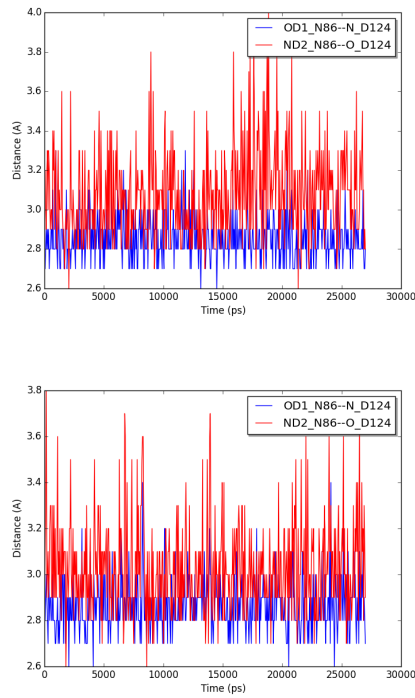 4.0
3.8
3.6
3.4
3.2
3.0
2.8
2.6
Distance (A)
OD1_N86--N_D124
ND2_N86--O_D124
0 5000 10000 15000 20000 25000 30000
Time (ps)
3.8
3.6
3.4
3.2
3.0
2.8
2.6
Distance (A)
OD1_N86--N_D124
ND2_N86--O_D124
0 5000 10000 15000 20000 25000 30000
Time (ps)